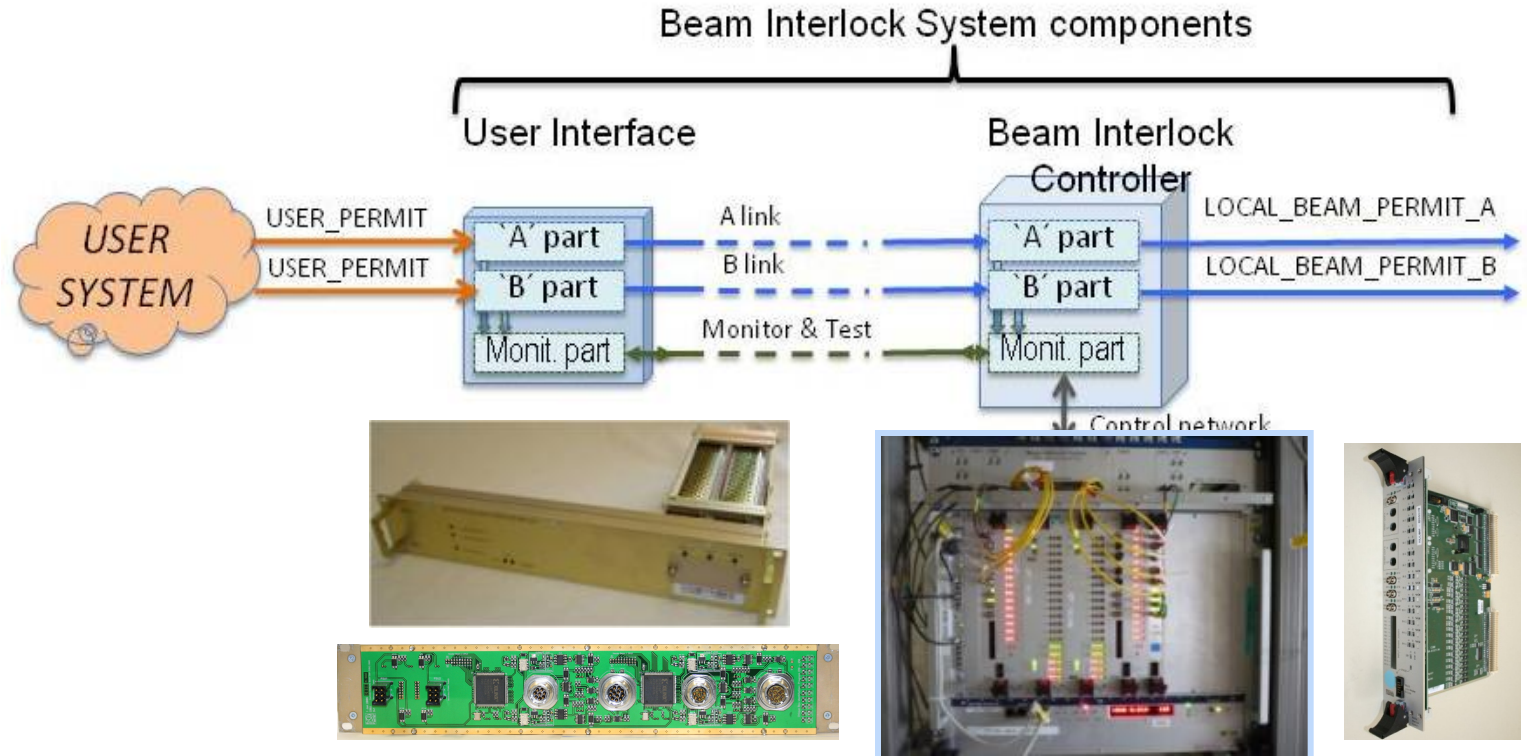 Beam Interlock System components
User Interface
Beam Interlock
Controller
USER
SYSTEM
USER_PERMIT
USER_PERMIT
`A´ part
`B´ part
Monit. part
A link
B link
Monitor & Test
`A´ part
`B´ part
Monit. part
LOCAL_BEAM_PERMIT_A
LOCAL_BEAM_PERMIT_B
Control network